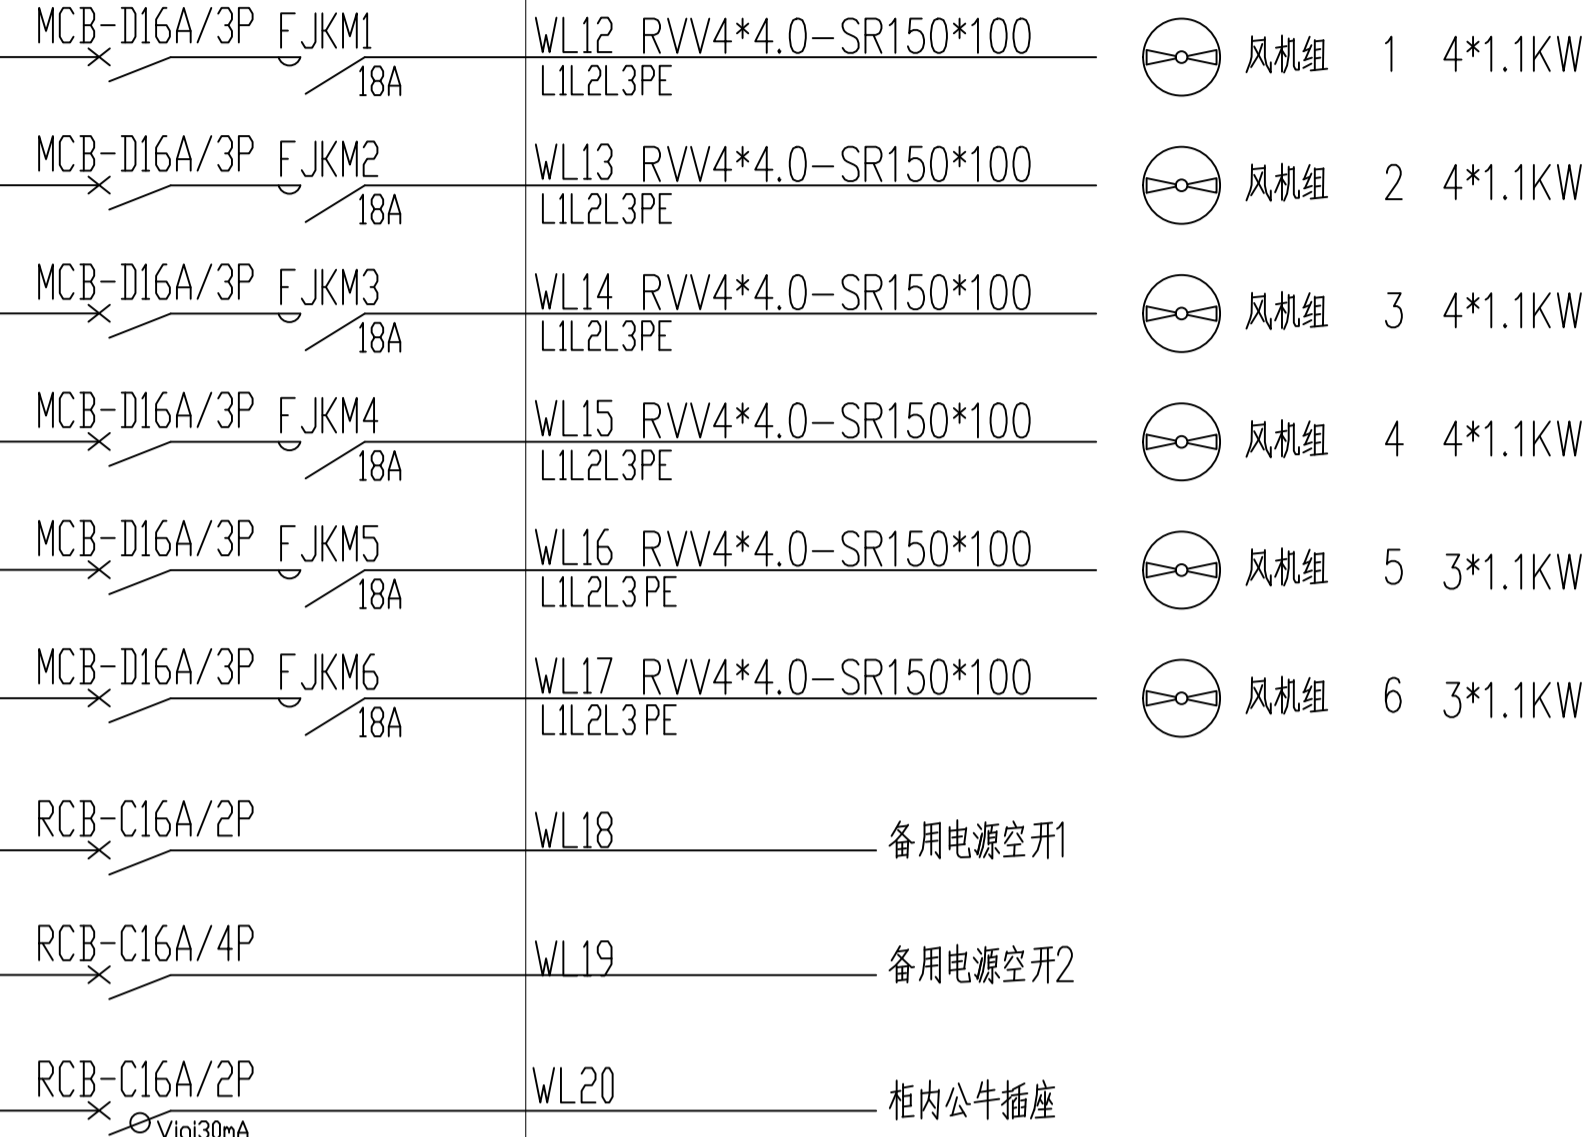 MCB-D16A/3P FJKM1 WL12 RVV4*4.0-SR150*100 风机组 1 4*1.1KW
18A L1L2L3PE
MCB-D16A/3P FJKM2 WL13 RVV4*4.0-SR150*100 风机组 2 4*1.1KW
18A L1L2L3PE
MCB-D16A/3P FJKM3 WL14 RVV4*4.0-SR150*100 风机组 3 4*1.1KW
18A L1L2L3PE
MCB-D16A/3P FJKM4 WL15 RVV4*4.0-SR150*100 风机组 4 4*1.1KW
18A L1L2L3PE
MCB-D16A/3P FJKM5 WL16 RVV4*4.0-SR150*100 风机组 5 3*1.1KW
18A L1L2L3PE
MCB-D16A/3P FJKM6 WL17 RVV4*4.0-SR150*100 风机组 6 3*1.1KW
18A L1L2L3PE
RCB-C16A/2P WL18 备用电源空开1
RCB-C16A/4P WL19 备用电源空开2
RCB-C16A/2P WL20 柜内公牛插座
Vigi30mA